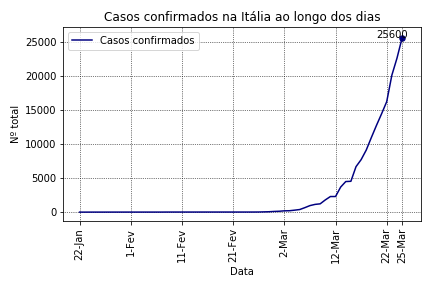 Casos confirmados na Itália ao longo dos dias
Casos confirmados
25600
25000
20000
15000
10000
5000
0
Nº total
22-Jan
1-Fev
11-Fev
21-Fev
2-Mar
12-Mar
22-Mar
25-Mar
Data